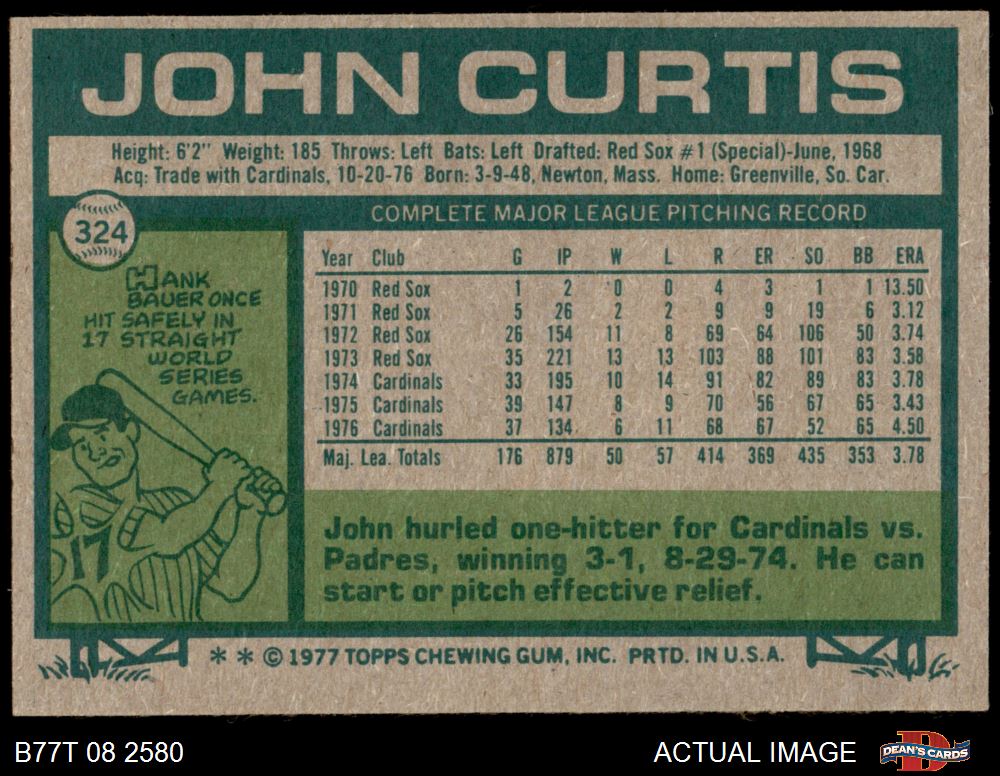 JOHN CURTIS
Height: 6'2" Weight: 185 Throws: Left Bats: Left Drafted: Red Sox #1 (Special)-June, 1968
Acq: Trade with Cardinals, 10-20-76 Born: 3-9-48, Newton, Mass. Home: Greenville, So. Car.
324
COMPLETE MAJOR LEAGUE PITCHING RECORD
Year Club G IP W L R ER SO BB ERA
1970 Red Sox 1 2 0 0 4 3 1 1 13.50
1971 Red Sox 5 26 2 2 9 9 19 6 3.12
1972 Red Sox 26 154 11 8 69 64 106 50 3.74
1973 Red Sox 35 221 13 13 103 88 101 83 3.58
1974 Cardinals 33 195 10 14 91 82 89 83 3.78
1975 Cardinals 39 147 8 9 70 56 67 65 3.43
1976 Cardinals 37 134 6 11 68 67 52 65 4.50
Maj. Lea. Totals 176 879 50 57 414 369 435 353 3.78
HANK
BAUER ONCE
HIT SAFELY IN
17 STRAIGHT
WORLD
SERIES
GAMES.
17
John hurled one-hitter for Cardinals vs.
Padres, winning 3-1, 8-29-74. He can
start or pitch effective relief.
* * © 1977 TOPPS CHEWING GUM, INC. PRTD. IN U.S.A.
B77T 08 2580
ACTUAL IMAGE
D
DEAN'S CARDS